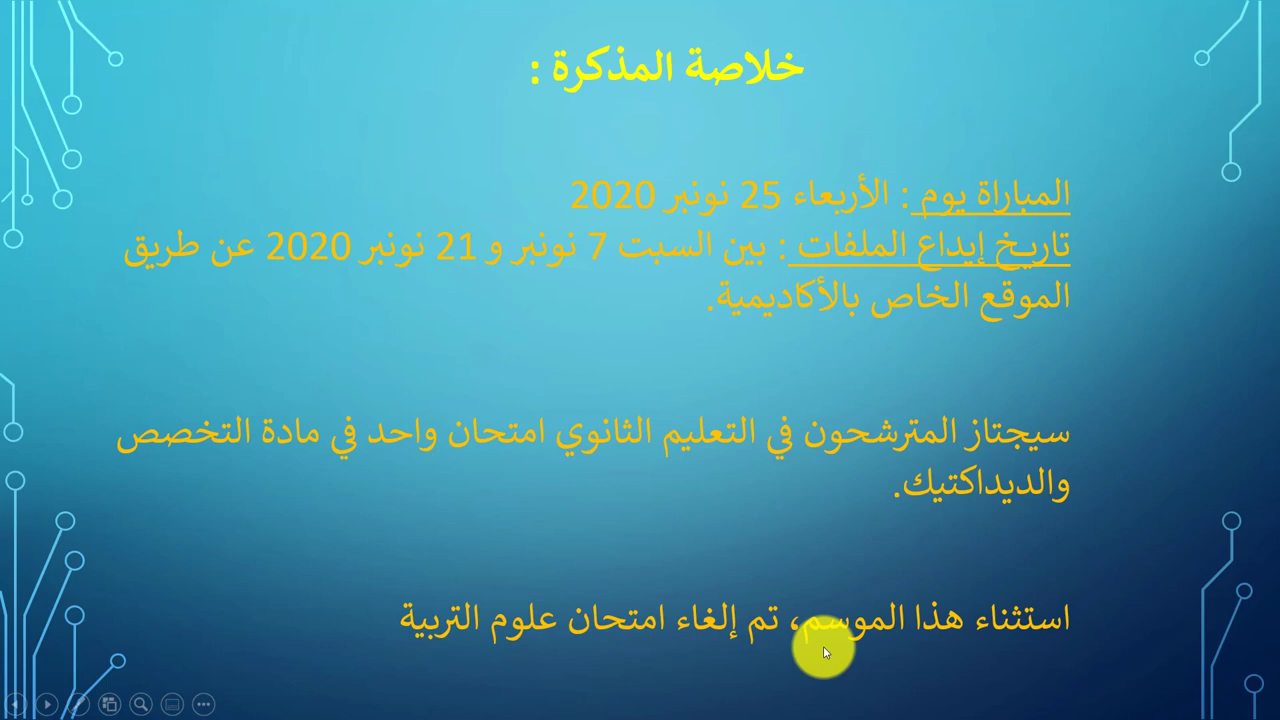 خلاصة المذكرة :
المباراة يوم : الأربعاء 25 نونبر 2020
تاريخ إيداع الملفات : بين السبت 7 نونبر و 21 نونبر 2020 عن طريق
الموقع الخاص بالأكاديمية.
سيجتاز المترشحون في التعليم الثانوي امتحان واحد في مادة التخصص
والديداكتيك.
استثناء هذا الموسم، تم إلغاء امتحان علوم التربية